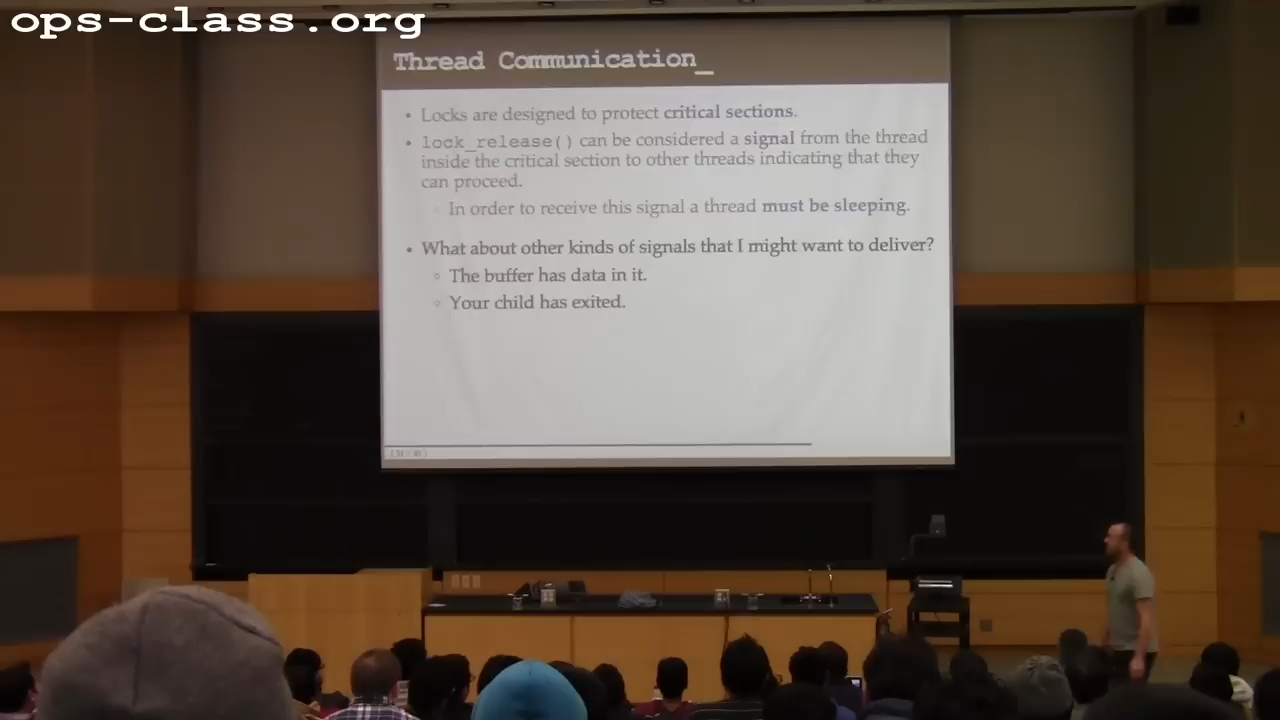 ops-class.org
Thread Communication_
• Locks are designed to protect critical sections.
• lock_release() can be considered a signal from the thread
inside the critical section to other threads indicating that they
can proceed.
◦ In order to receive this signal a thread must be sleeping.
• What about other kinds of signals that I might want to deliver?
◦ The buffer has data in it.
◦ Your child has exited.